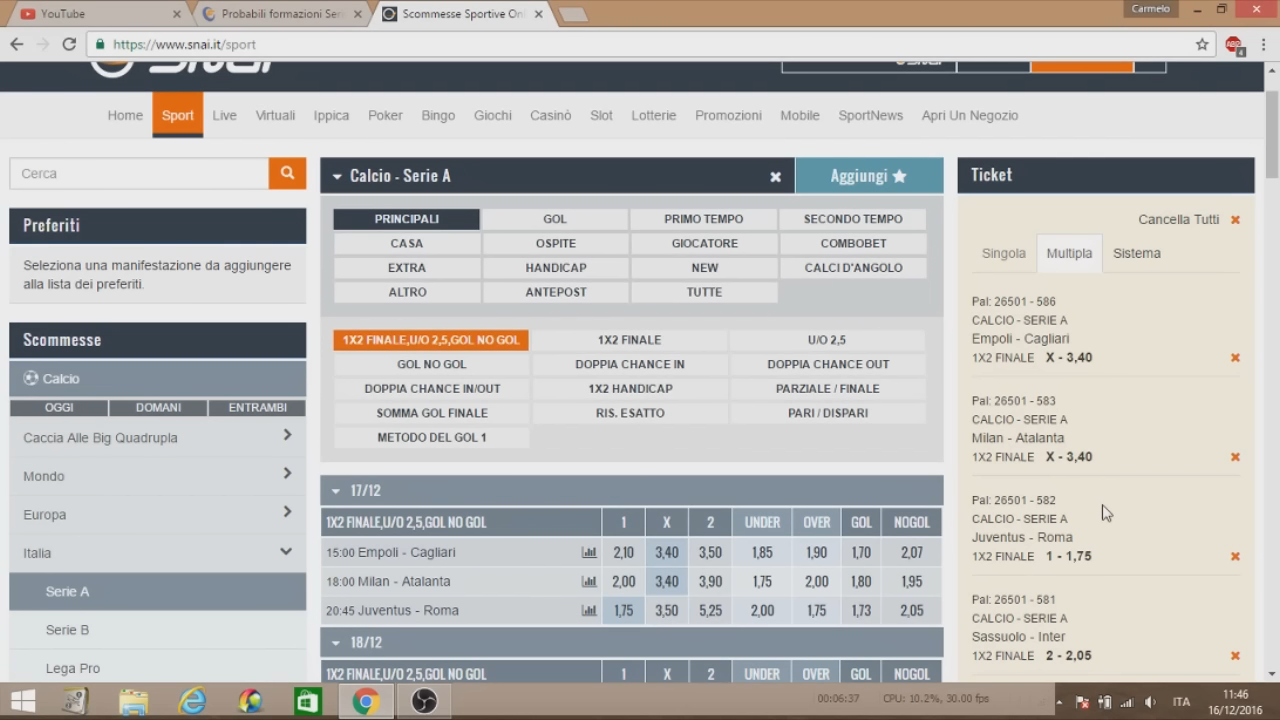 YouTube
Probabili formazioni Ser
Scommesse Sportive Onl
Carmelo
https://www.snai.it/sport
4
snai
Home Sport Live Virtuali Ippica Poker Bingo Giochi Casinò Slot Lotterie Promozioni Mobile SportNews Apri Un Negozio
Cerca
Preferiti
Seleziona una manifestazione da aggiungere
alla lista dei preferiti.
Scommesse
Calcio
OGGI DOMANI ENTRAMBI
Caccia Alle Big Quadrupla
Mondo
Europa
Italia
Serie A
Serie B
Lega Pro
Calcio - Serie A
Aggiungi
PRINCIPALI GOL PRIMO TEMPO SECONDO TEMPO
CASA OSPITE GIOCATORE COMBOBET
EXTRA HANDICAP NEW CALCI D'ANGOLO
ALTRO ANTEPOST TUTTE
1X2 FINALE,U/O 2,5,GOL NO GOL 1X2 FINALE U/O 2,5
GOL NO GOL DOPPIA CHANCE IN DOPPIA CHANCE OUT
DOPPIA CHANCE IN/OUT 1X2 HANDICAP PARZIALE / FINALE
SOMMA GOL FINALE RIS. ESATTO PARI / DISPARI
METODO DEL GOL 1
17/12
1X2 FINALE,U/O 2,5,GOL NO GOL 1 X 2 UNDER OVER GOL NOGOL
15:00 Empoli - Cagliari 2,10 3,40 3,50 1,85 1,90 1,70 2,07
18:00 Milan - Atalanta 2,00 3,40 3,90 1,75 2,00 1,80 1,95
20:45 Juventus - Roma 1,75 3,50 5,25 2,00 1,75 1,73 2,05
18/12
1X2 FINALE,U/O 2,5,GOL NO GOL 1 X 2 UNDER OVER GOL NOGOL
Ticket
Cancella Tutti
Singola Multipla Sistema
Pal: 26501 - 586
CALCIO - SERIE A
Empoli - Cagliari
1X2 FINALE X - 3,40
Pal: 26501 - 583
CALCIO - SERIE A
Milan - Atalanta
1X2 FINALE X - 3,40
Pal: 26501 - 582
CALCIO - SERIE A
Juventus - Roma
1X2 FINALE 1 - 1,75
Pal: 26501 - 581
CALCIO - SERIE A
Sassuolo - Inter
1X2 FINALE 2 - 2,05
00:06:37 CPU: 10.2%, 30.00 fps
ITA
11:46
16/12/2016